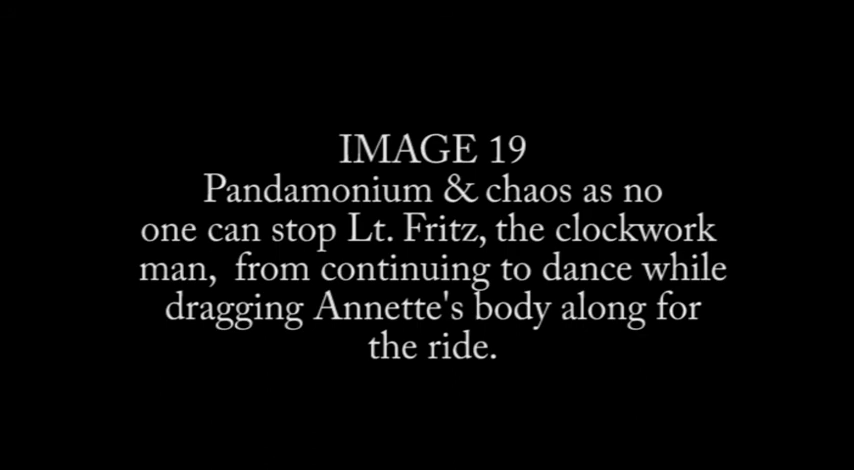 IMAGE 19
Pandamonium & chaos as no
one can stop Lt. Fritz, the clockwork
man,  from continuing to dance while
dragging Annette's body along for
the ride.